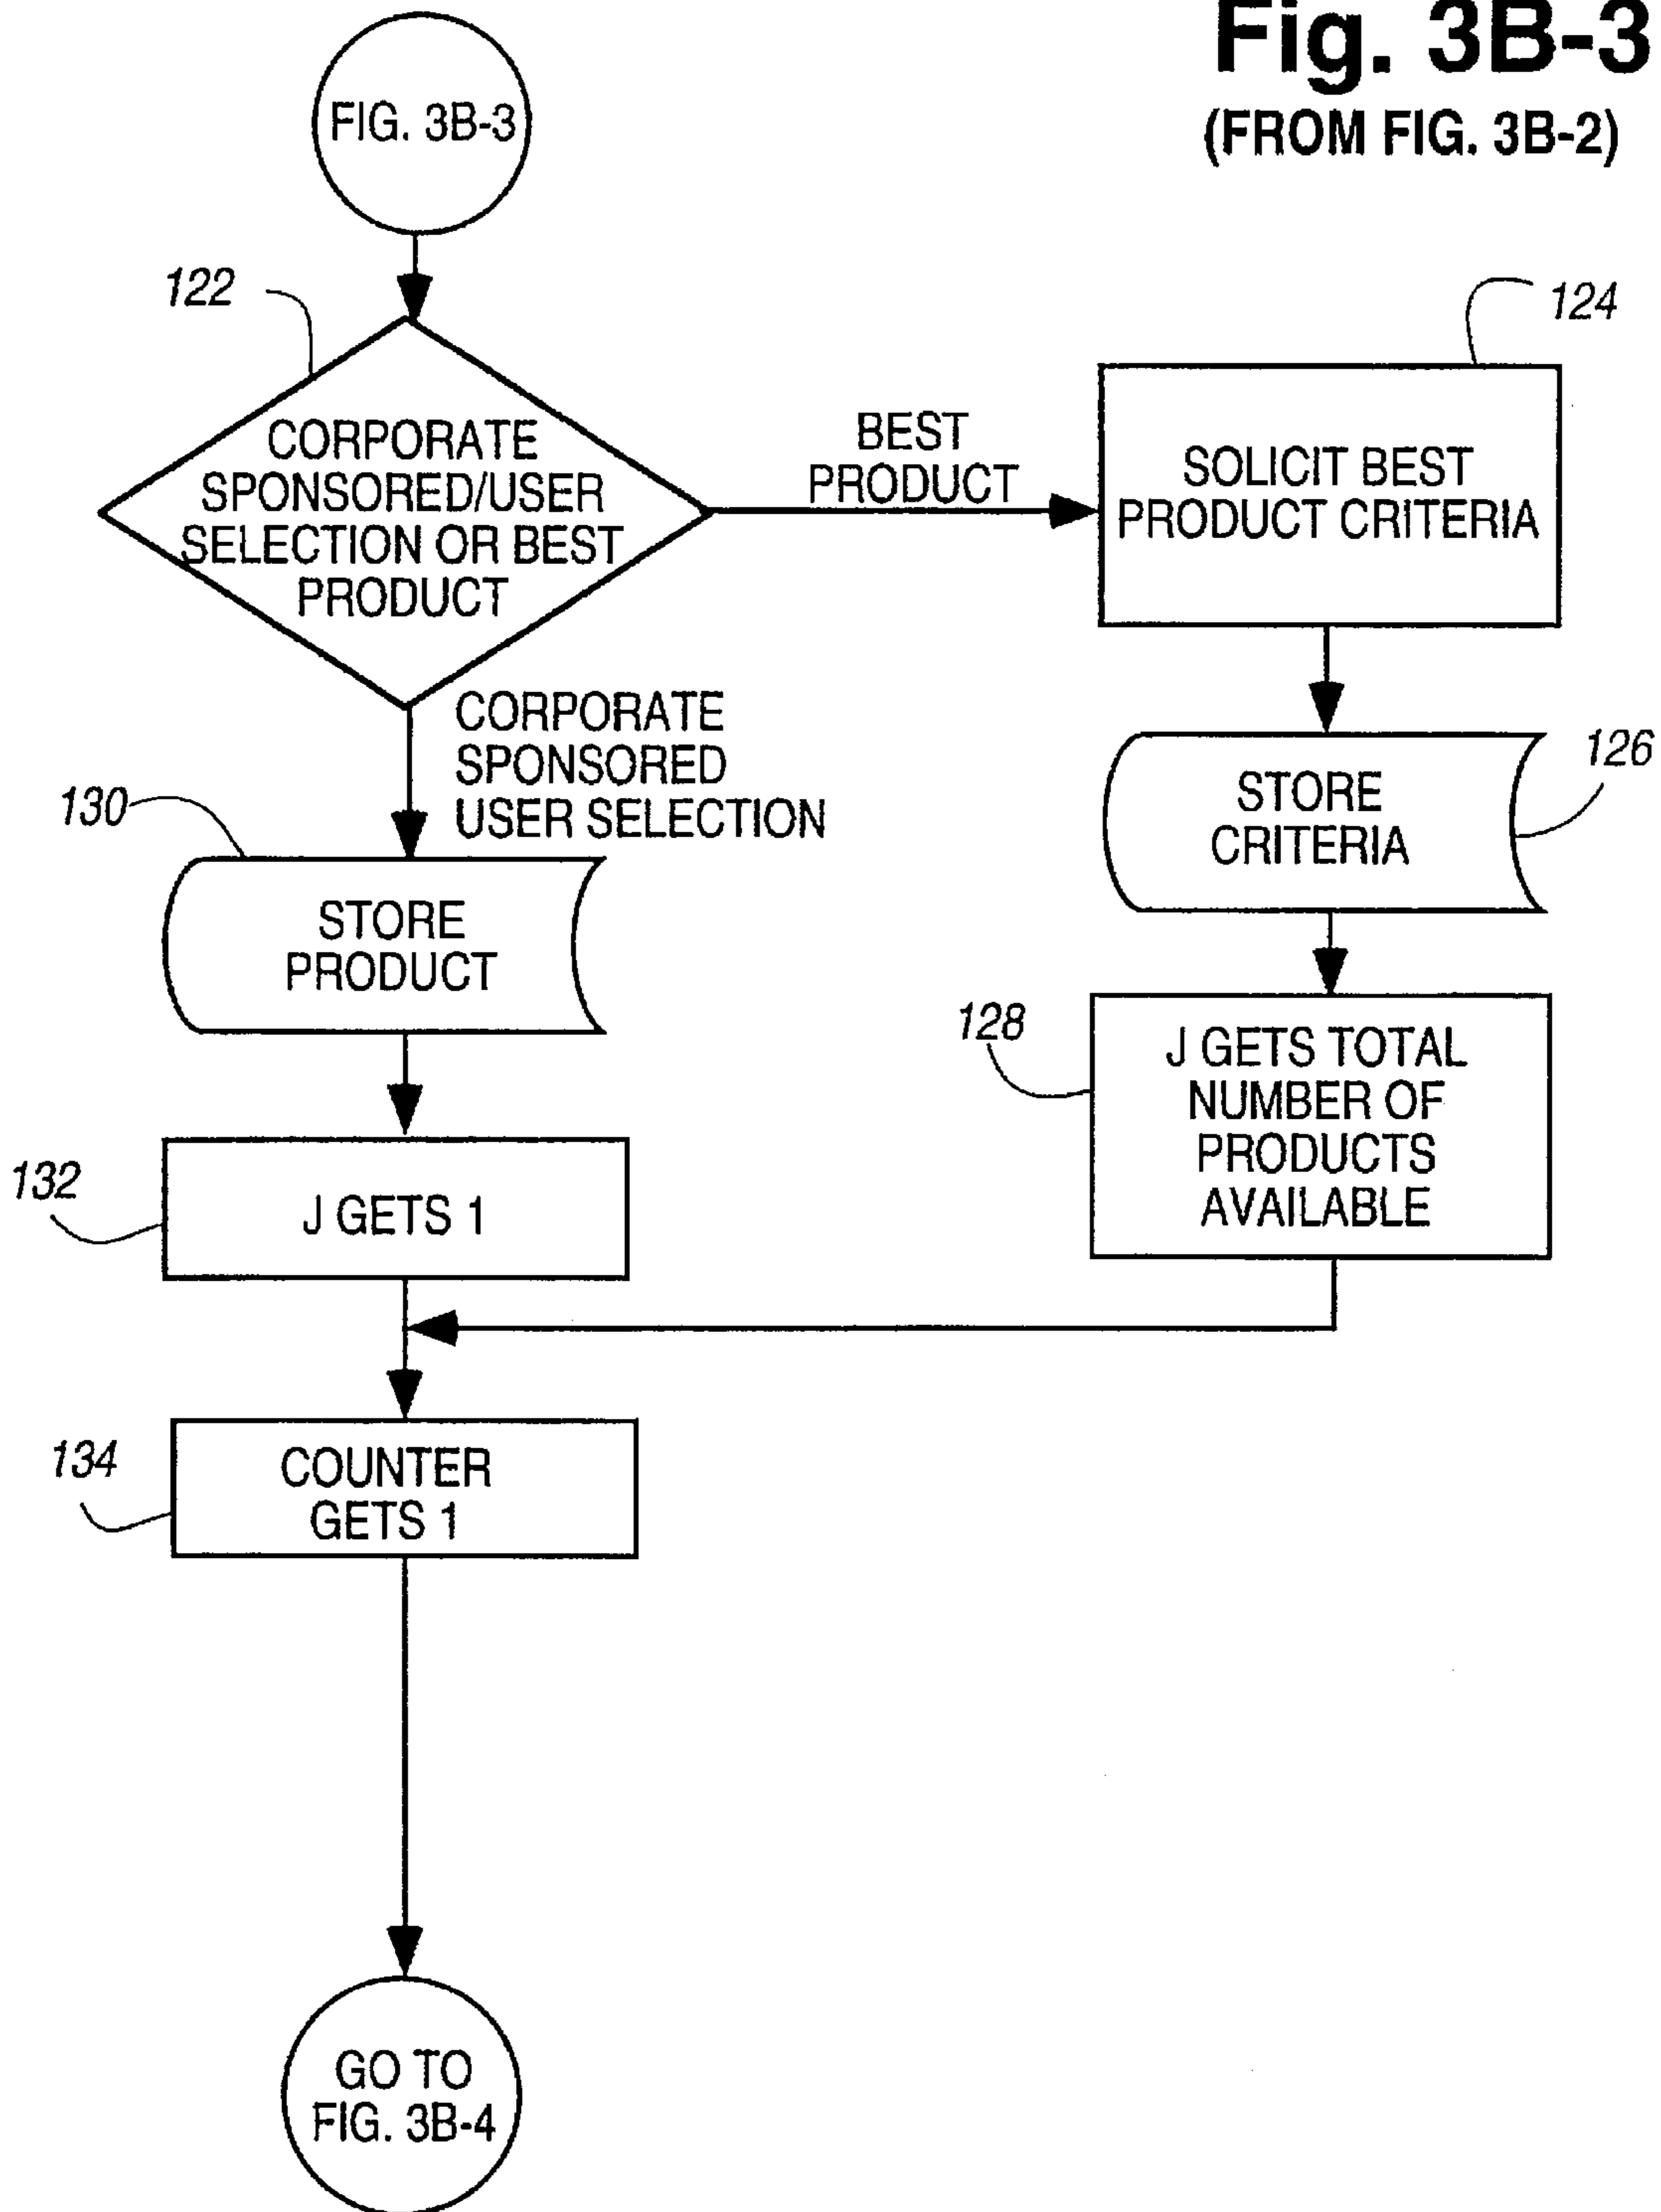 Fig. 3B-3
(FROM FIG. 3B-2)
FIG. 3B-3
122
CORPORATE
SPONSORED/USER
SELECTION OR BEST
PRODUCT
BEST
PRODUCT
124
SOLICIT BEST
PRODUCT CRITERIA
CORPORATE
SPONSORED
USER SELECTION
126
STORE
CRITERIA
130
STORE
PRODUCT
128
J GETS TOTAL
NUMBER OF
PRODUCTS
AVAILABLE
132
J GETS 1
134
COUNTER
GETS 1
GO TO
FIG. 3B-4